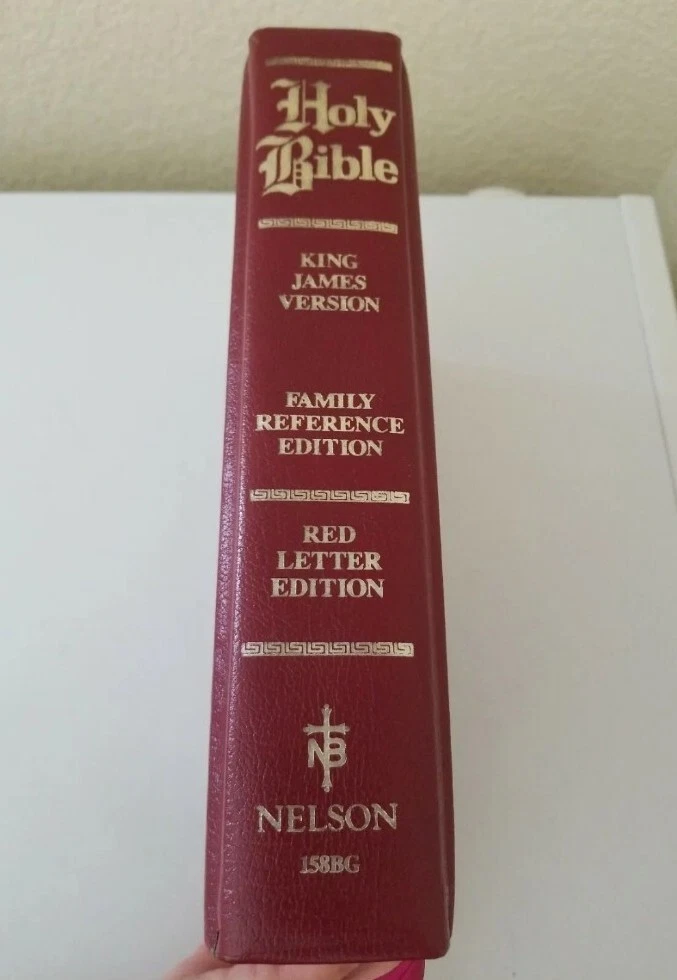 Holy
Bible
KING
JAMES
VERSION
FAMILY
REFERENCE
EDITION
RED
LETTER
EDITION
NB
NELSON
158BG